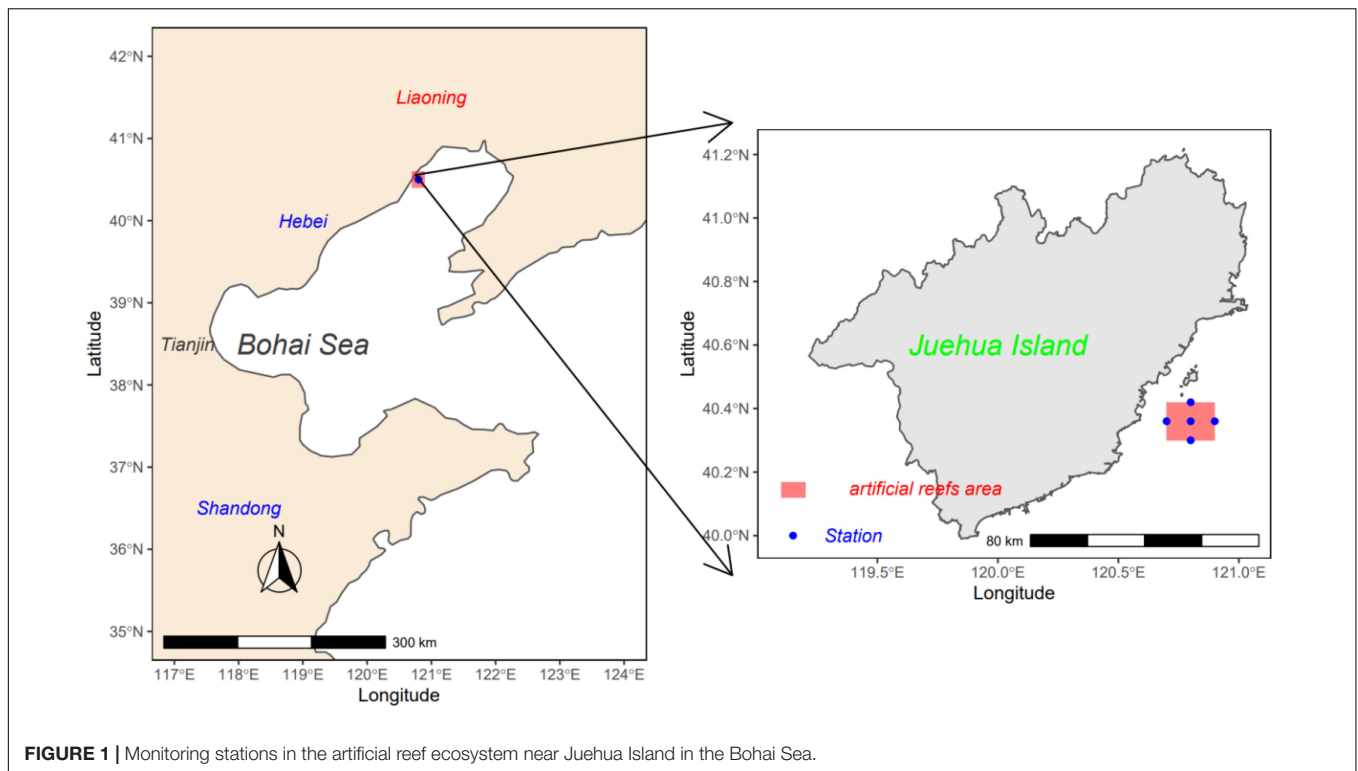 42°N
41°N
40°N
39°N
38°N
37°N
36°N
35°N
Latitude
Liaoning
Hebei
Tianjin
Bohai Sea
Shandong
N
300 km
117°E 118°E 119°E 120°E 121°E 122°E 123°E 124°E
Longitude
41.2°N
41.0°N
40.8°N
40.6°N
40.4°N
40.2°N
40.0°N
Latitude
Juehua Island
artificial reefs area
Station
80 km
119.5°E 120.0°E 120.5°E 121.0°E
Longitude
FIGURE 1 | Monitoring stations in the artificial reef ecosystem near Juehua Island in the Bohai Sea.